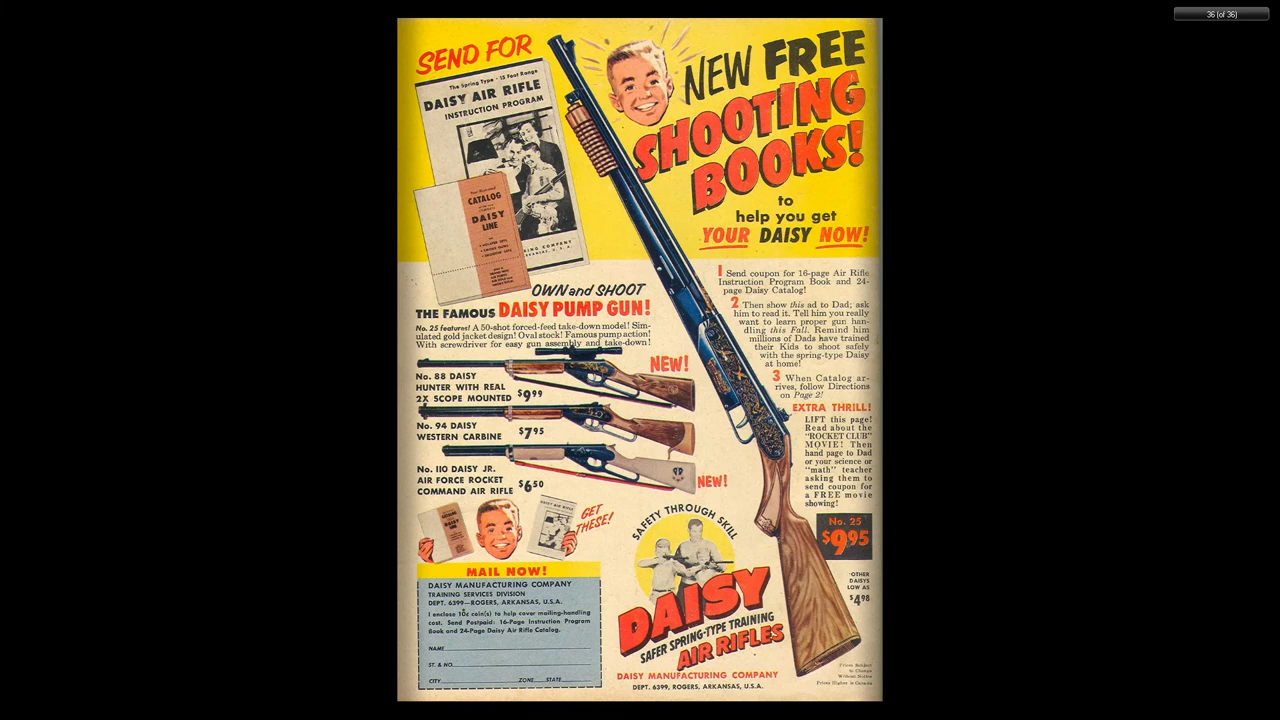 36 (of 36)
SEND FOR
The Spring Type - 15 Foot Range
DAISY AIR RIFLE
INSTRUCTION PROGRAM
CATALOG
DAISY
LINE
NEW FREE
SHOOTING
BOOKS!
to
help you get
YOUR DAISY NOW!
OWN and SHOOT
THE FAMOUS DAISY PUMP GUN!
No. 25 features! A 50-shot forced-feed take-down model! Sim-
ulated gold jacket design! Oval stock! Famous pump action!
With screwdriver for easy gun assembly and take-down!
NEW!
No. 88 DAISY
HUNTER WITH REAL
2X SCOPE MOUNTED $9.99
No. 94 DAISY
WESTERN CARBINE $7.95
No. 110 DAISY JR.
AIR FORCE ROCKET
COMMAND AIR RIFLE $6.50
NEW!
1 Send coupon for 16-page Air Rifle
Instruction Program Book and 24-
page Daisy Catalog!
2 Then show this ad to Dad; ask
him to read it. Tell him you really
want to learn proper gun han-
dling this Fall. Remind him
millions of Dads have trained
their Kids to shoot safely
with the spring-type Daisy
at home!
3 When Catalog ar-
rives, follow Directions
on Page 2!
EXTRA THRILL!
LIFT this page!
Read about the
"ROCKET CLUB"
MOVIE! Then
hand page to Dad
or your science or
"math" teacher
asking them to
send coupon for
a FREE movie
showing!
No. 25
$9.95
OTHER
DAISYS
LOW AS
$4.98
GET
THESE!
MAIL NOW!
DAISY MANUFACTURING COMPANY
TRAINING SERVICES DIVISION
DEPT. 6399—ROGERS, ARKANSAS, U.S.A.
I enclose 10¢ coin(s) to help cover mailing-handling
cost. Send Postpaid: 16-Page Instruction Program
Book and 24-Page Daisy Air Rifle Catalog.
NAME
ST. & NO.
CITY ZONE STATE
SAFETY THROUGH SKILL
DAISY
SAFER SPRING-TYPE TRAINING
AIR RIFLES
DAISY MANUFACTURING COMPANY
DEPT. 6399, ROGERS, ARKANSAS, U.S.A.
Prices Subject
to Change
Without Notice
Prices Higher in Canada